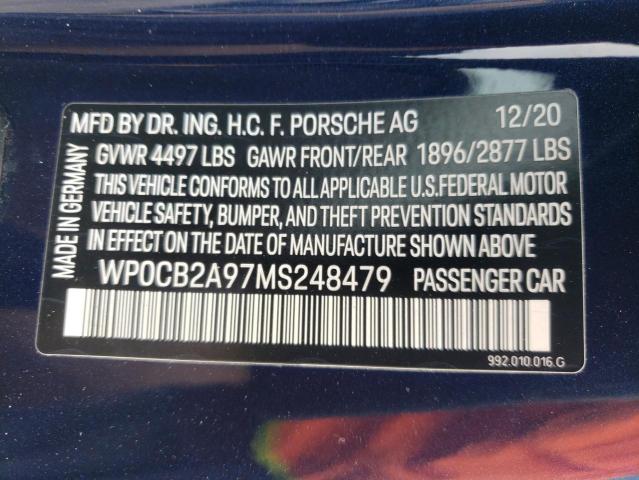 MFD BY DR. ING. H.C. F. PORSCHE AG 12/20
GVWR 4497 LBS GAWR FRONT/REAR 1896/2877 LBS
THIS VEHICLE CONFORMS TO ALL APPLICABLE U.S.FEDERAL MOTOR
VEHICLE SAFETY, BUMPER, AND THEFT PREVENTION STANDARDS
IN EFFECT ON THE DATE OF MANUFACTURE SHOWN ABOVE
WP0CB2A97MS248479 PASSENGER CAR
992.010.016.G
MADE IN GERMANY